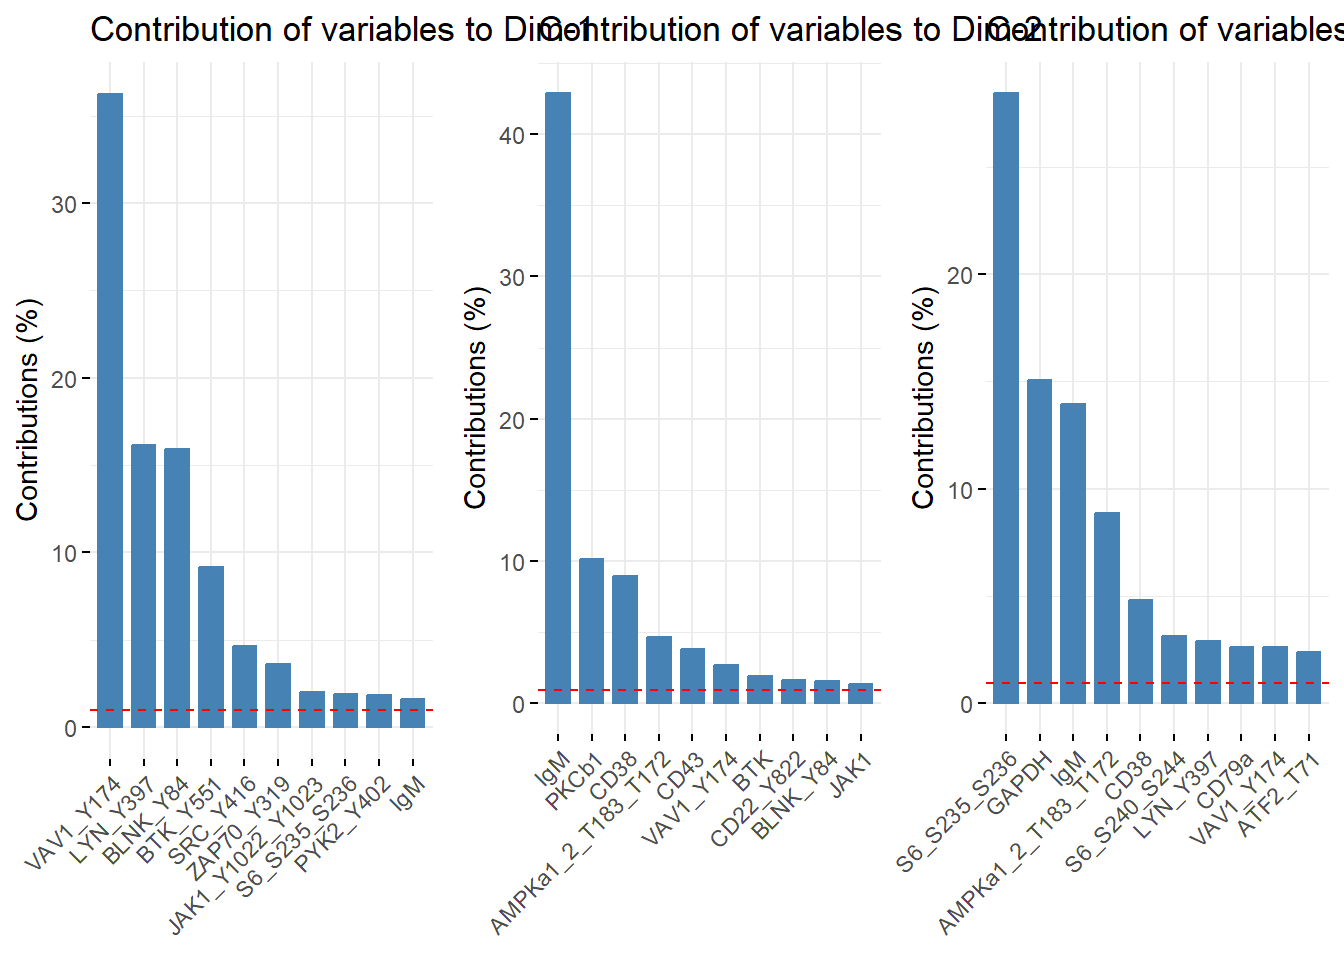 Contribution of variables to Dim-1
Contribution of variables to Dim-2
Contribution of variables
Contributions (%)
30
20
10
0
VAV1_Y174
LYN_Y397
BLNK_Y84
BTK_Y551
SRC_Y416
ZAP70_Y319
JAK1_Y1022_Y1023
S6_S235_S236
PYK2_Y402
IgM
Contributions (%)
40
30
20
10
0
IgM
PKCb1
CD38
AMPKa1_2_T183_T172
CD43
VAV1_Y174
BTK
CD22_Y822
BLNK_Y84
JAK1
Contributions (%)
20
10
0
S6_S235_S236
GAPDH
IgM
AMPKa1_2_T183_T172
CD38
S6_S240_S244
LYN_Y397
CD79a
VAV1_Y174
ATF2_T71